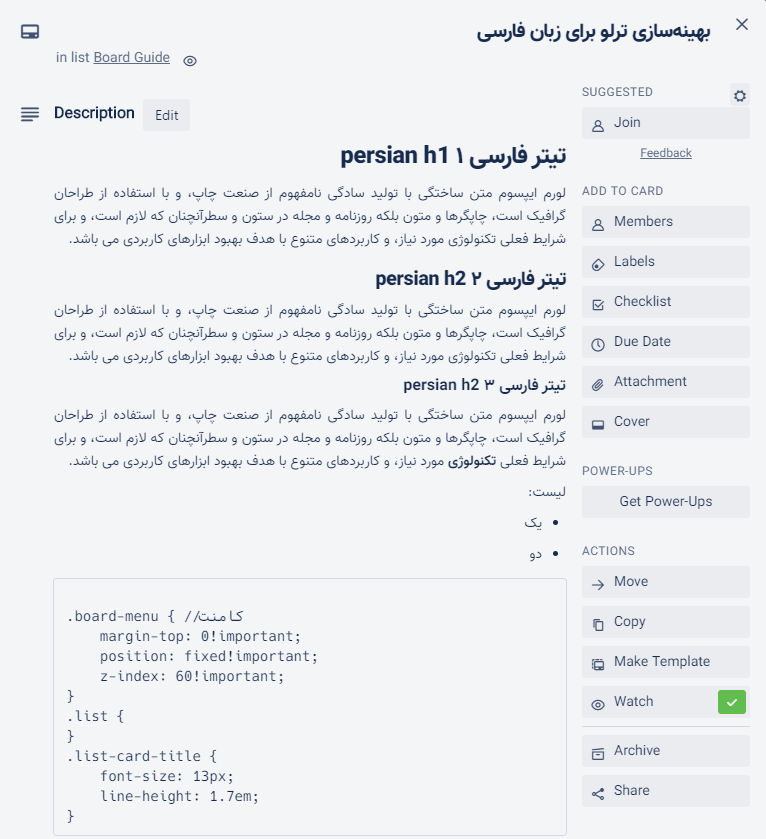 بهینه‌سازی ترلو برای زبان فارسی
in list Board Guide
Description
Edit
تیتر فارسی ۱ persian h1
لورم ایپسوم متن ساختگی با تولید سادگی نامفهوم از صنعت چاپ، و با استفاده از طراحان
گرافیک است، چاپگرها و متون بلکه روزنامه و مجله در ستون و سطرآنچنان که لازم است، و برای
شرایط فعلی تکنولوژی مورد نیاز، و کاربردهای متنوع با هدف بهبود ابزارهای کاربردی می باشد.
تیتر فارسی ۲ persian h2
لورم ایپسوم متن ساختگی با تولید سادگی نامفهوم از صنعت چاپ، و با استفاده از طراحان
گرافیک است، چاپگرها و متون بلکه روزنامه و مجله در ستون و سطرآنچنان که لازم است، و برای
شرایط فعلی تکنولوژی مورد نیاز، و کاربردهای متنوع با هدف بهبود ابزارهای کاربردی می باشد.
تیتر فارسی ۳ persian h2
لورم ایپسوم متن ساختگی با تولید سادگی نامفهوم از صنعت چاپ، و با استفاده از طراحان
گرافیک است، چاپگرها و متون بلکه روزنامه و مجله در ستون و سطرآنچنان که لازم است، و برای
شرایط فعلی تکنولوژی مورد نیاز، و کاربردهای متنوع با هدف بهبود ابزارهای کاربردی می باشد.
لیست:
• یک
• دو
.board-menu { //کامنت
    margin-top: 0!important;
    position: fixed!important;
    z-index: 60!important;
}
.list {
}
.list-card-title {
    font-size: 13px;
    line-height: 1.7em;
}
SUGGESTED
Join
Feedback
ADD TO CARD
Members
Labels
Checklist
Due Date
Attachment
Cover
POWER-UPS
Get Power-Ups
ACTIONS
Move
Copy
Make Template
Watch
Archive
Share